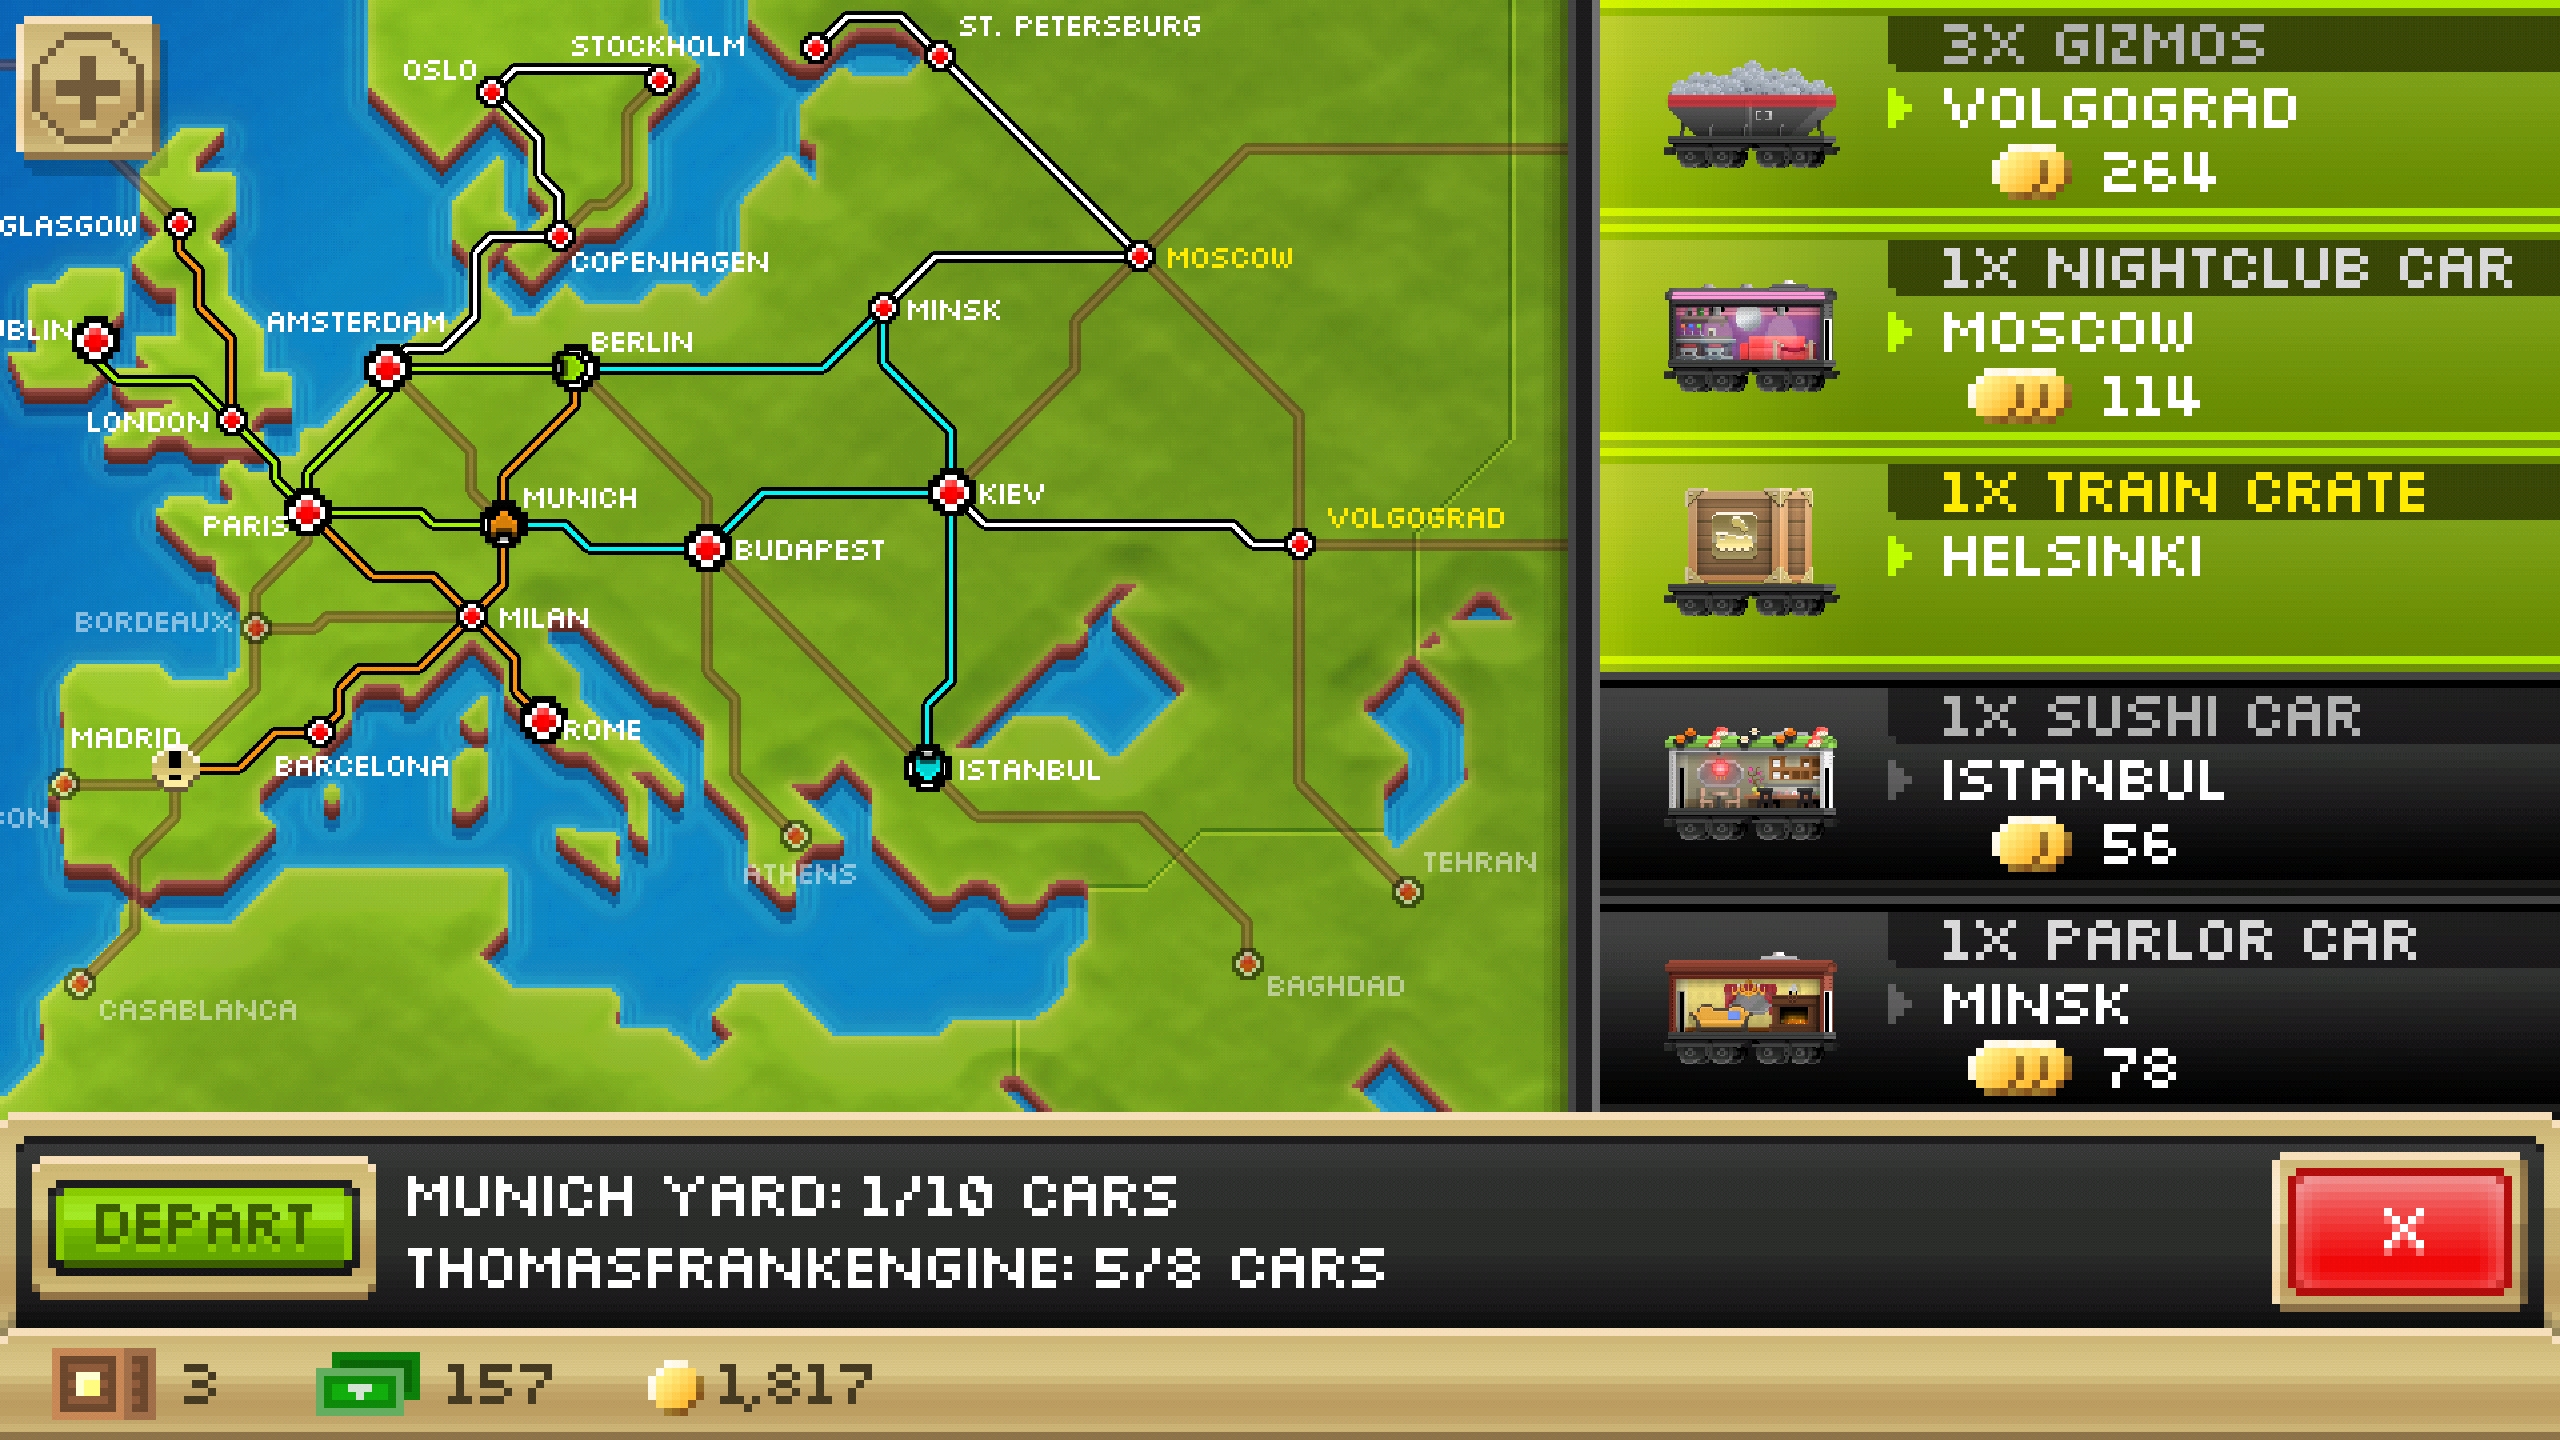 ST. PETERSBURG
STOCKHOLM
OSLO
GLASGOW
COPENHAGEN
MOSCOW
MINSK
AMSTERDAM
BERLIN
BLIN
LONDON
MUNICH
KIEV
PARIS
VOLGOGRAD
BUDAPEST
BORDEAUX
MILAN
MADRID
ROME
BARCELONA
ISTANBUL
ON
ATHENS
TEHRAN
BAGHDAD
CASABLANCA
3X GIZMOS
VOLGOGRAD
264
1X NIGHTCLUB CAR
MOSCOW
114
1X TRAIN CRATE
HELSINKI
1X SUSHI CAR
ISTANBUL
56
1X PARLOR CAR
MINSK
78
DEPART
MUNICH YARD: 1/10 CARS
THOMASFRANKENGINE: 5/8 CARS
X
3
157
1,817